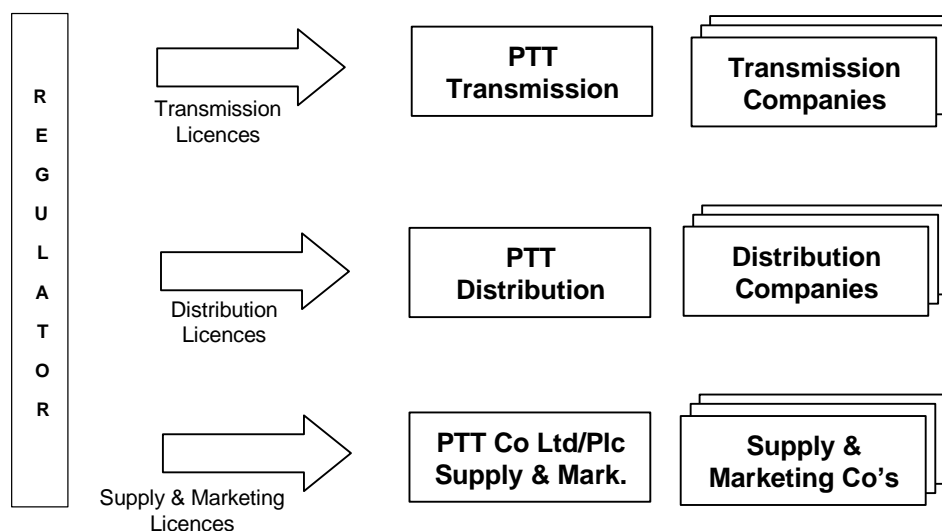 REGULATOR
Transmission
Licences
PTT
Transmission
Transmission
Companies
Distribution
Licences
PTT
Distribution
Distribution
Companies
Supply & Marketing
Licences
PTT Co Ltd/Plc
Supply & Mark.
Supply &
Marketing Co's